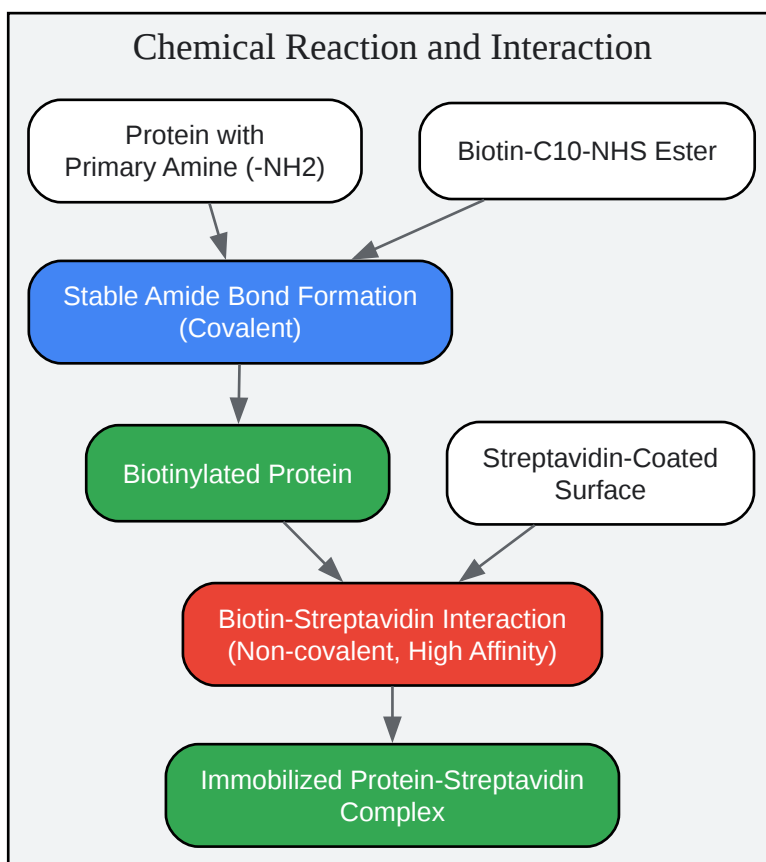 Chemical Reaction and Interaction
Protein with
Primary Amine (-NH2)
Biotin-C10-NHS Ester
Stable Amide Bond Formation
(Covalent)
Biotinylated Protein
Streptavidin-Coated
Surface
Biotin-Streptavidin Interaction
(Non-covalent, High Affinity)
Immobilized Protein-Streptavidin
Complex